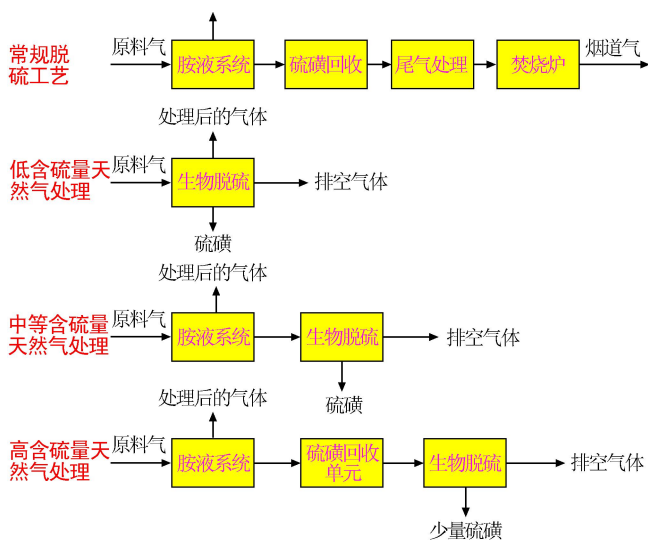 常规脱
硫工艺
原料气
胺液系统
硫磺回收
尾气处理
焚烧炉
烟道气
处理后的气体
低含硫量天
然气处理
原料气
生物脱硫
排空气体
硫磺
处理后的气体
中等含硫量
天然气处理
原料气
胺液系统
生物脱硫
排空气体
硫磺
处理后的气体
高含硫量天
然气处理
原料气
胺液系统
硫磺回收
单元
生物脱硫
排空气体
少量硫磺